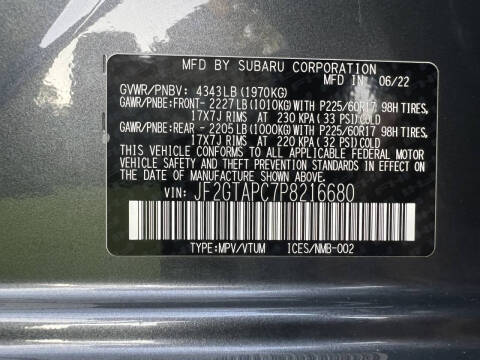 MFD BY SUBARU CORPORATION
MFD IN 06/22
GVWR/PNBV: 4343LB (1970KG)
GAWR/PNBE:FRONT- 2227LB (1010KG)WITH P225/60R17 98H TIRES,
17X7J RIMS AT 230 KPA (33 PSI)COLD
GAWR/PNBE:REAR - 2205LB (1000KG)WITH P225/60R17 98H TIRES,
17X7J RIMS AT 220 KPA (32 PSI)COLD
THIS VEHICLE CONFORMS TO ALL APPLICABLE FEDERAL MOTOR
VEHICLE SAFETY AND THEFT PREVENTION STANDARDS IN EFFECT
ON THE DATE OF MANUFACTURE SHOWN ABOVE.
VIN: JF2GTAPC7P8216680
TYPE:MPV/VTUM ICES/NMB-002